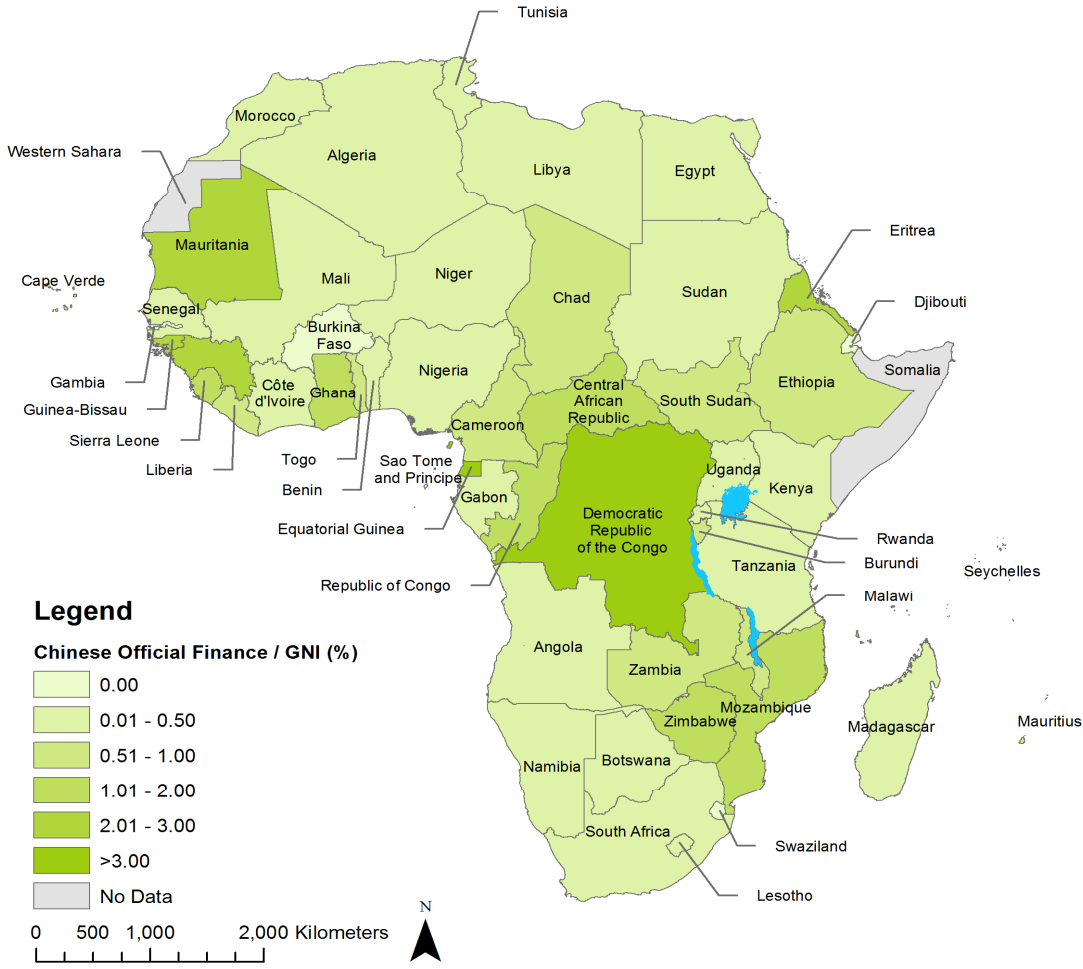 Tunisia
Morocco
Western Sahara
Algeria
Libya
Egypt
Mauritania
Eritrea
Cape Verde
Mali
Niger
Chad
Sudan
Djibouti
Senegal
Burkina
Faso
Nigeria
Somalia
Gambia
Côte
d'Ivoire
Ghana
Central
African
Republic
South Sudan
Ethiopia
Guinea-Bissau
Cameroon
Sierra Leone
Liberia
Togo
Benin
Sao Tome
and Principe
Uganda
Kenya
Gabon
Equatorial Guinea
Democratic
Republic
of the Congo
Rwanda
Burundi
Tanzania
Seychelles
Republic of Congo
Malawi
Angola
Zambia
Mozambique
Zimbabwe
Madagascar
Mauritius
Namibia
Botswana
South Africa
Swaziland
Lesotho
Legend
Chinese Official Finance / GNI (%)
0.00
0.01 - 0.50
0.51 - 1.00
1.01 - 2.00
2.01 - 3.00
>3.00
No Data
0 500 1,000 2,000 Kilometers
N